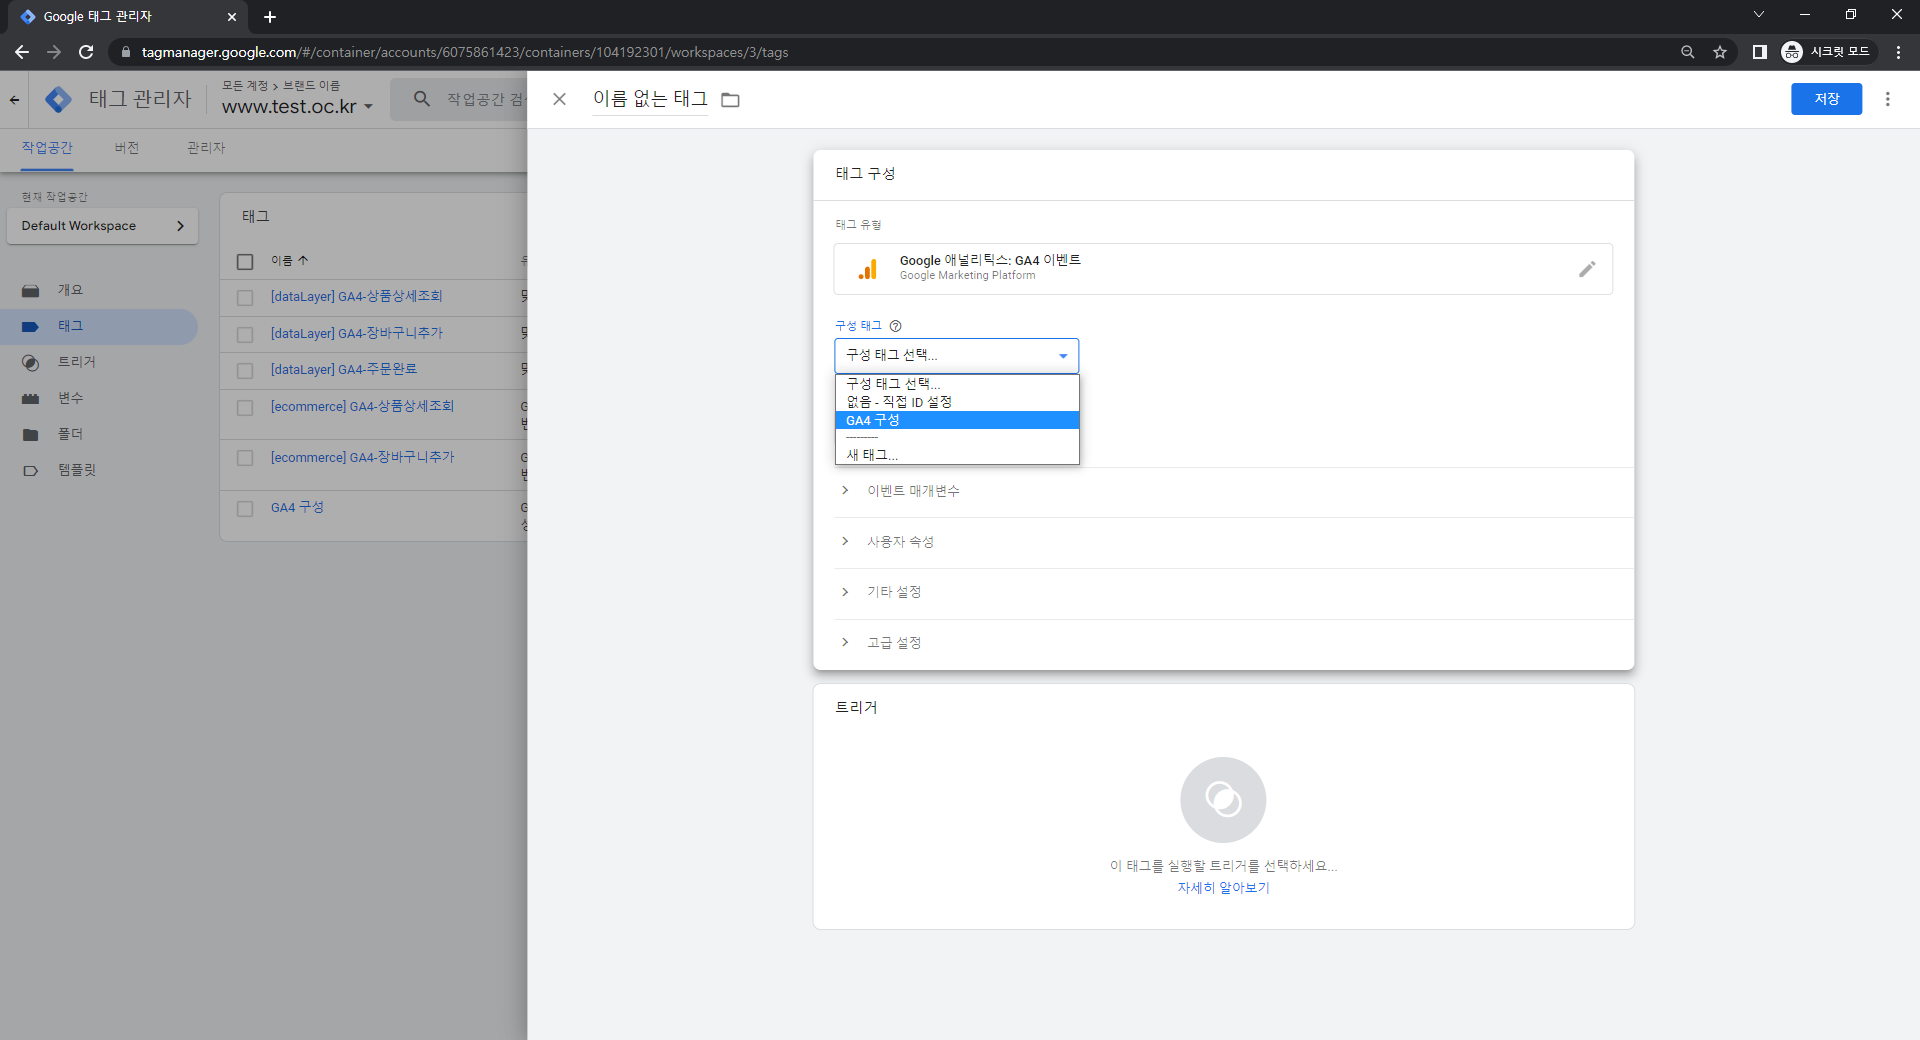 Google 태그 관리자
tagmanager.google.com/#/container/accounts/6075861423/containers/104192301/workspaces/3/tags
시크릿 모드
태그 관리자
모든 계정 > 브랜드 이름
www.test.oc.kr
작업공간 검
이름 없는 태그
저장
작업공간
버전
관리자
현재 작업공간
Default Workspace
개요
태그
트리거
변수
폴더
템플릿
태그
이름
[dataLayer] GA4-상품상세조회
[dataLayer] GA4-장바구니추가
[dataLayer] GA4-주문완료
[ecommerce] GA4-상품상세조회
[ecommerce] GA4-장바구니추가
GA4 구성
태그 구성
태그 유형
Google 애널리틱스: GA4 이벤트
Google Marketing Platform
구성 태그
구성 태그 선택...
구성 태그 선택...
없음 - 직접 ID 설정
GA4 구성
---------
새 태그...
이벤트 매개변수
사용자 속성
기타 설정
고급 설정
트리거
이 태그를 실행할 트리거를 선택하세요...
자세히 알아보기